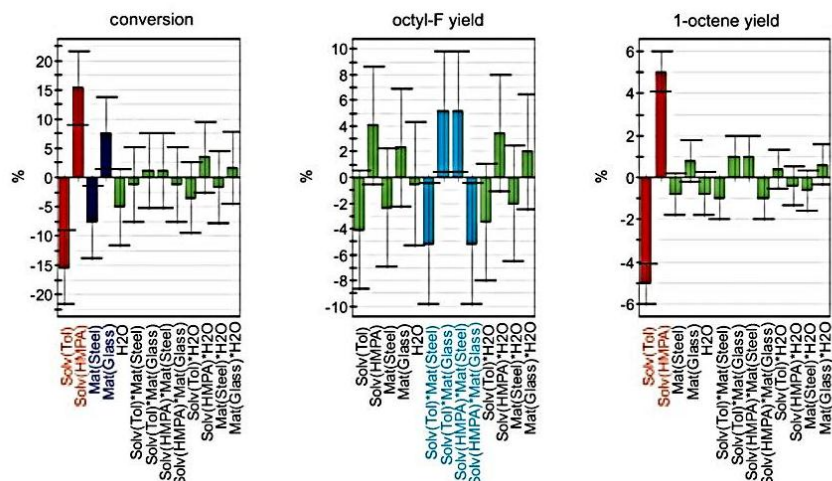 conversion
octyl-F yield
1-octene yield
%
20
15
10
5
0
-5
-10
-15
-20
Solv(Tol)
Solv(HMPA)
Mat(Steel)
Mat(Glass)
H2O
Solv(Tol)*Mat(Steel)
Solv(Tol)*Mat(Glass)
Solv(HMPA)*Mat(Steel)
Solv(HMPA)*Mat(Glass)
Solv(Tol)*H2O
Solv(HMPA)*H2O
Mat(Steel)*H2O
Mat(Glass)*H2O
%
10
8
6
4
2
0
-2
-4
-6
-8
-10
Solv(Tol)
Solv(HMPA)
Mat(Steel)
Mat(Glass)
H2O
Solv(Tol)*Mat(Steel)
Solv(Tol)*Mat(Glass)
Solv(HMPA)*Mat(Steel)
Solv(HMPA)*Mat(Glass)
Solv(Tol)*H2O
Solv(HMPA)*H2O
Mat(Steel)*H2O
Mat(Glass)*H2O
%
6
4
2
0
-2
-4
-6
Solv(Tol)
Solv(HMPA)
Mat(Steel)
Mat(Glass)
H2O
Solv(Tol)*Mat(Steel)
Solv(Tol)*Mat(Glass)
Solv(HMPA)*Mat(Steel)
Solv(HMPA)*Mat(Glass)
Solv(Tol)*H2O
Solv(HMPA)*H2O
Mat(Steel)*H2O
Mat(Glass)*H2O